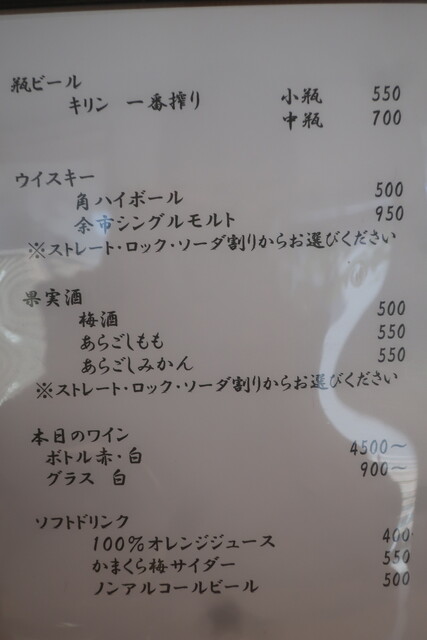 瓶ビール
キリン 一番搾り 小瓶 550
中瓶 700
ウイスキー
角ハイボール 500
余市シングルモルト 950
※ストレート・ロック・ソーダ割りからお選びください
果実酒
梅酒 500
あらごしもも 550
あらごしみかん 550
※ストレート・ロック・ソーダ割りからお選びください
本日のワイン
ボトル赤・白 4500～
グラス 白 900～
ソフトドリンク
100%オレンジジュース 400
かまくら梅サイダー 550
ノンアルコールビール 500